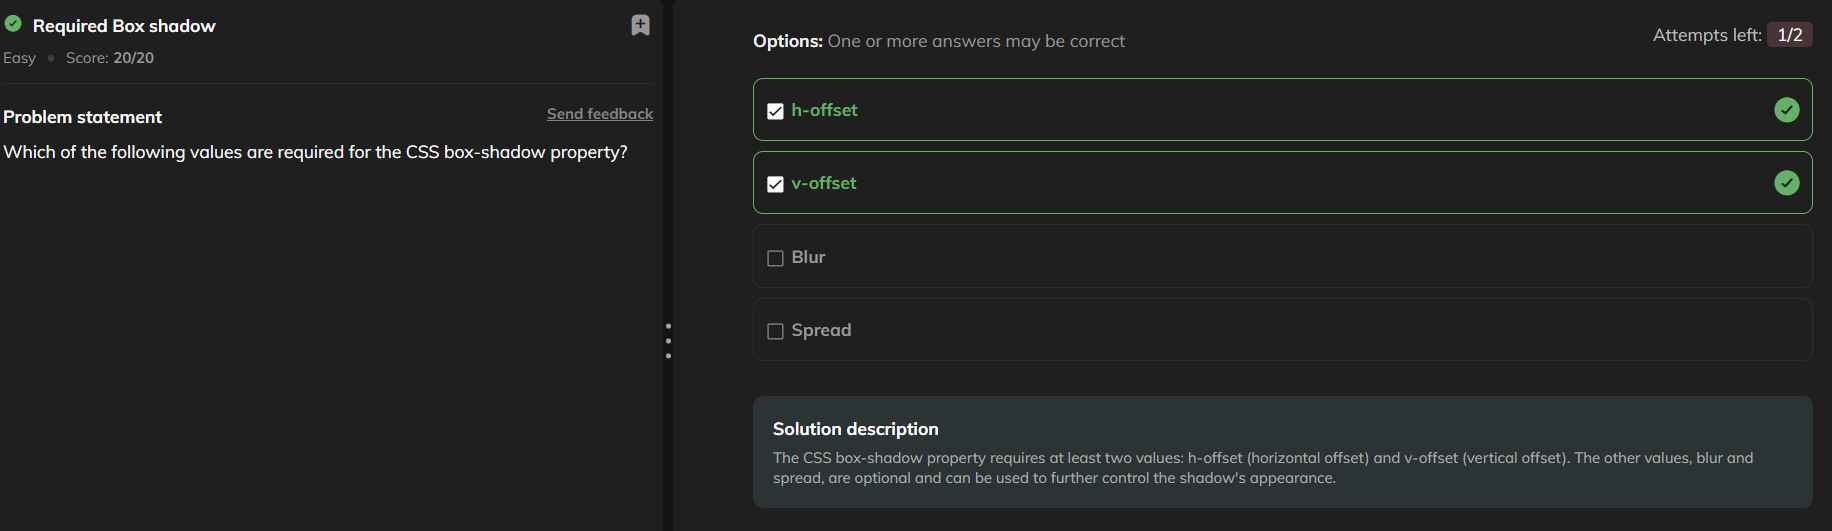 Required Box shadow
Easy • Score: 20/20
Problem statement
Send feedback
Which of the following values are required for the CSS box-shadow property?
Options: One or more answers may be correct
Attempts left: 1/2
h-offset
v-offset
Blur
Spread
Solution description
The CSS box-shadow property requires at least two values: h-offset (horizontal offset) and v-offset (vertical offset). The other values, blur and
spread, are optional and can be used to further control the shadow's appearance.